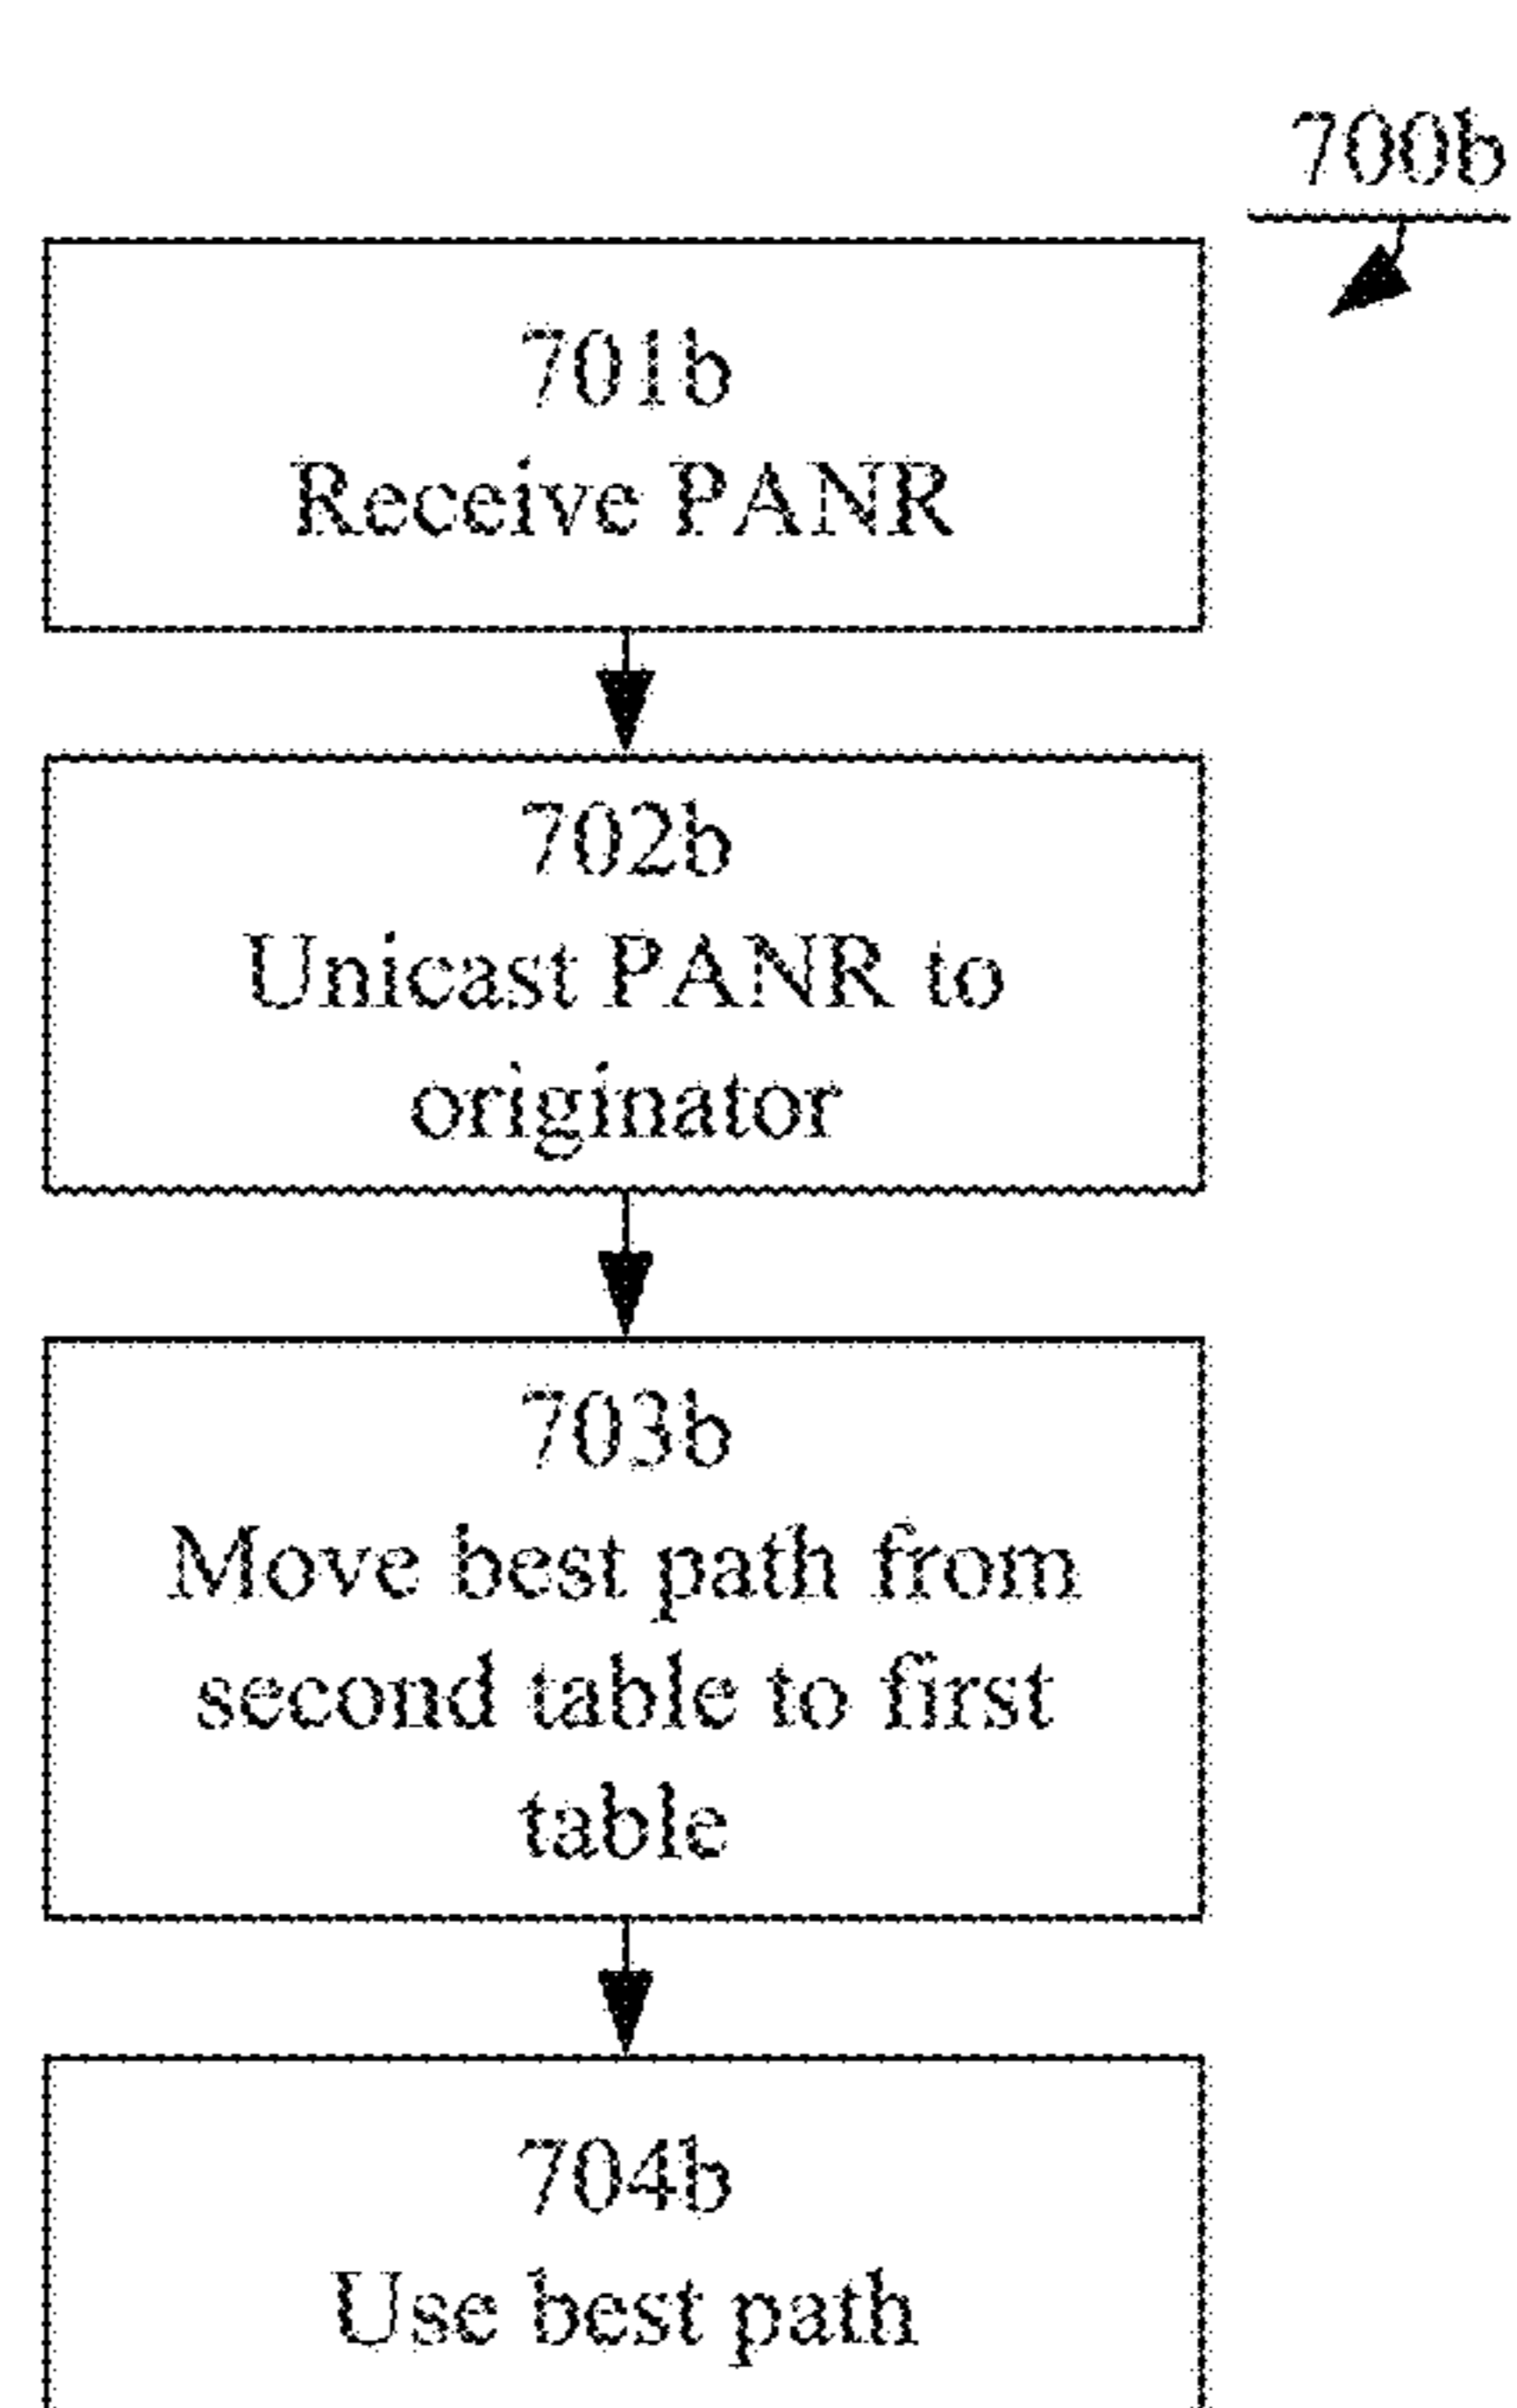 700b
701b
Receive PANR
702b
Unicast PANR to
originator
703b
Move best path from
second table to first
table
704b
Use best path